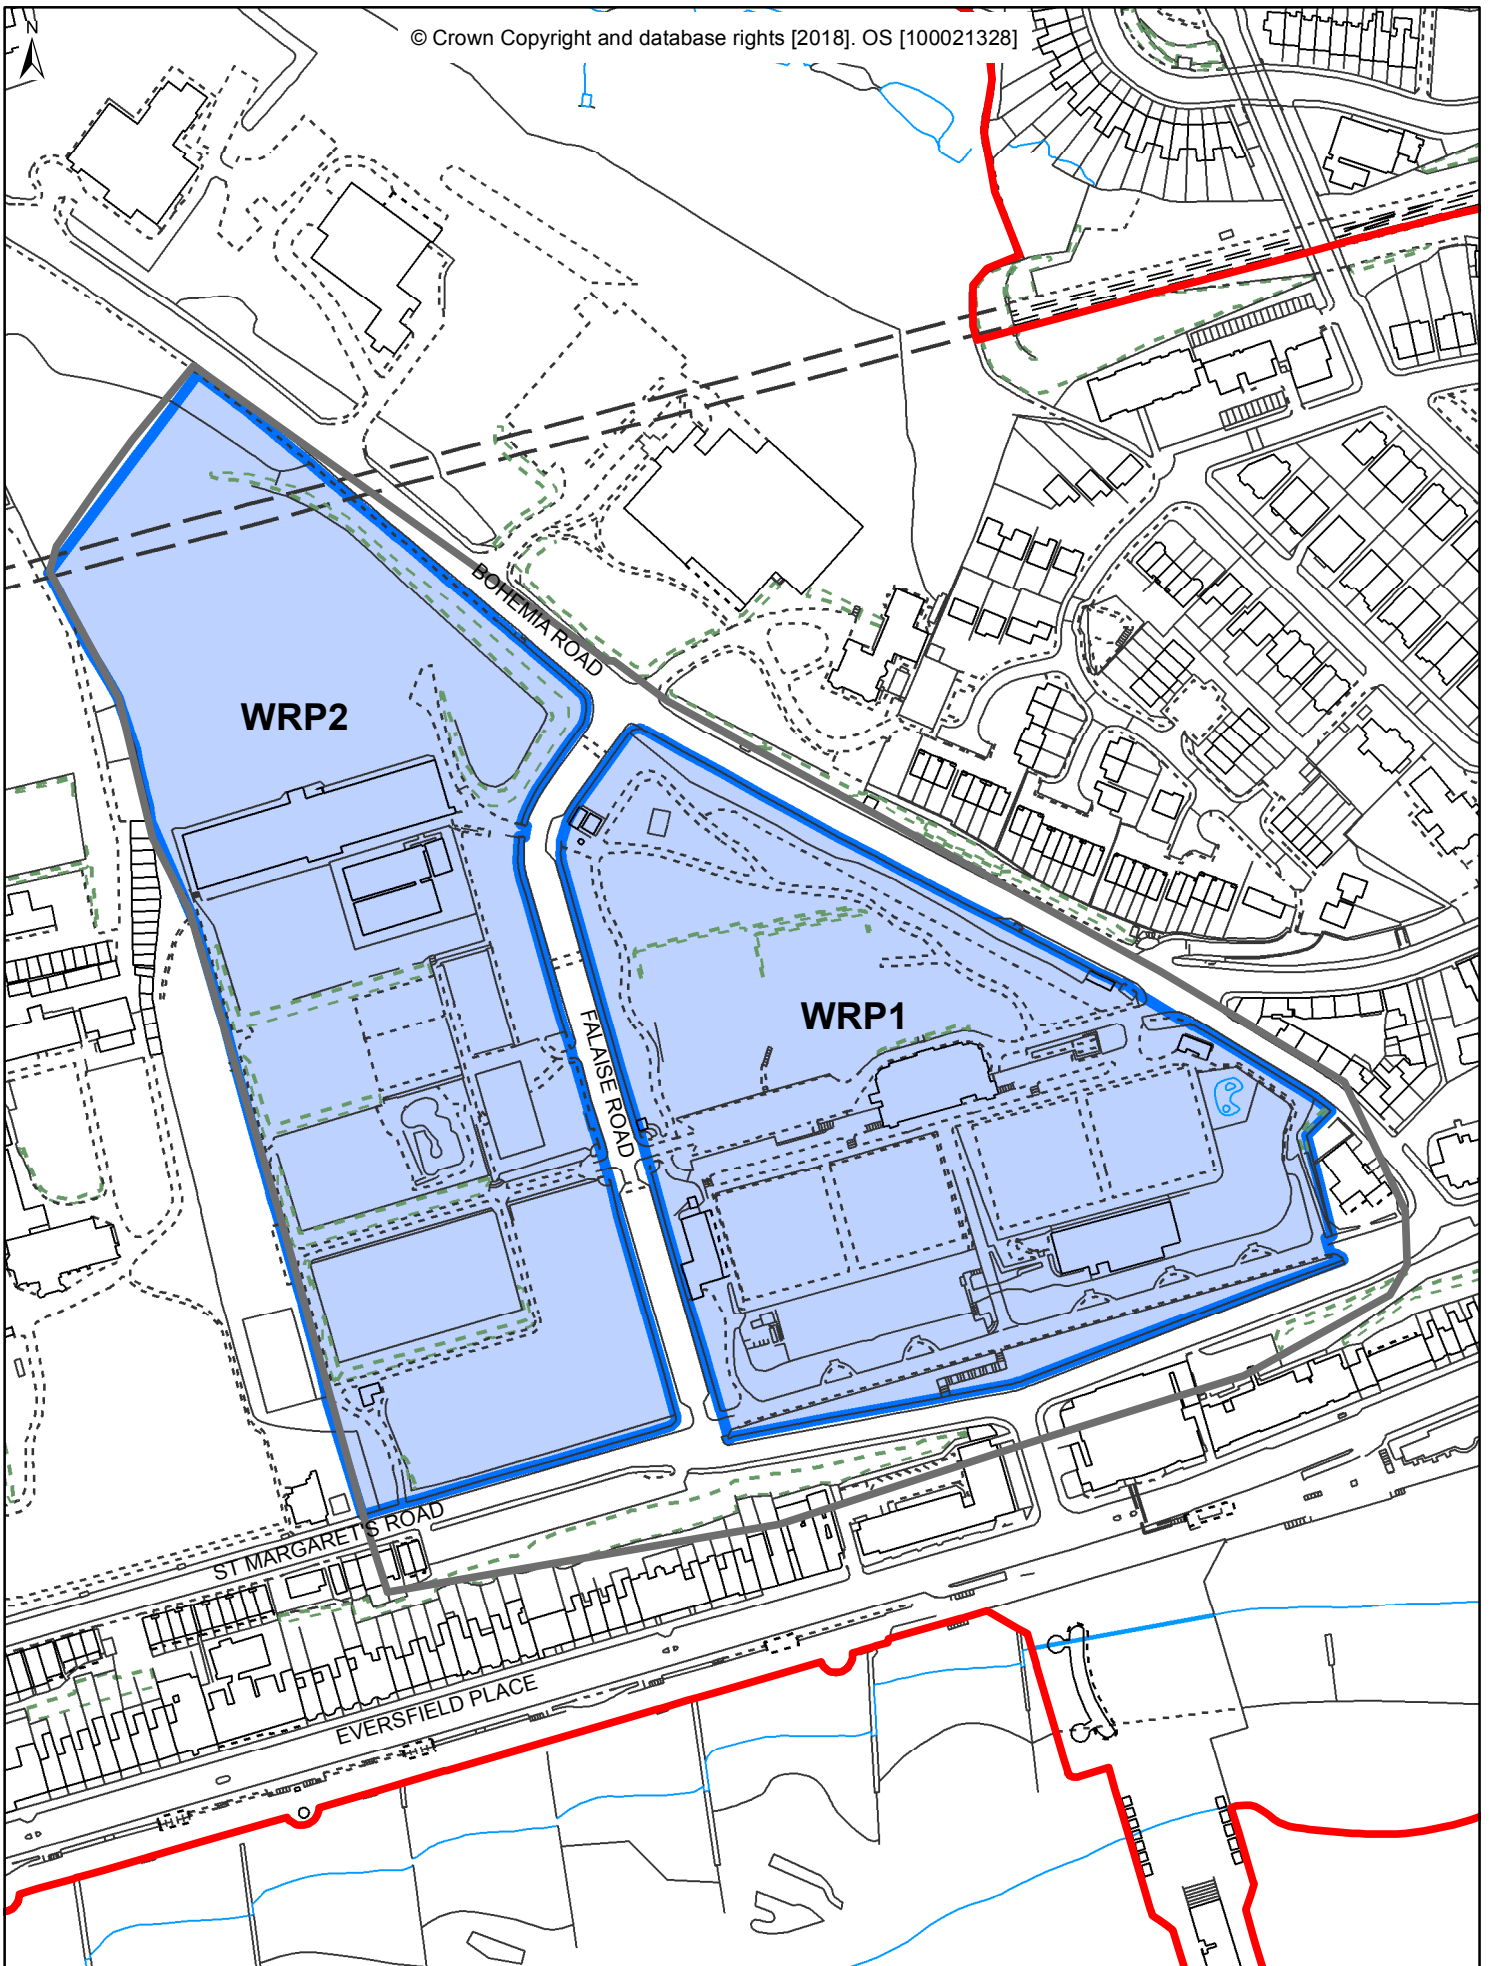 N
© Crown Copyright and database rights [2018]. OS [100021328]
BOHEMIA ROAD
WRP2
WRP1
FALAISE ROAD
ST MARGARET'S ROAD
EVERSFIELD PLACE